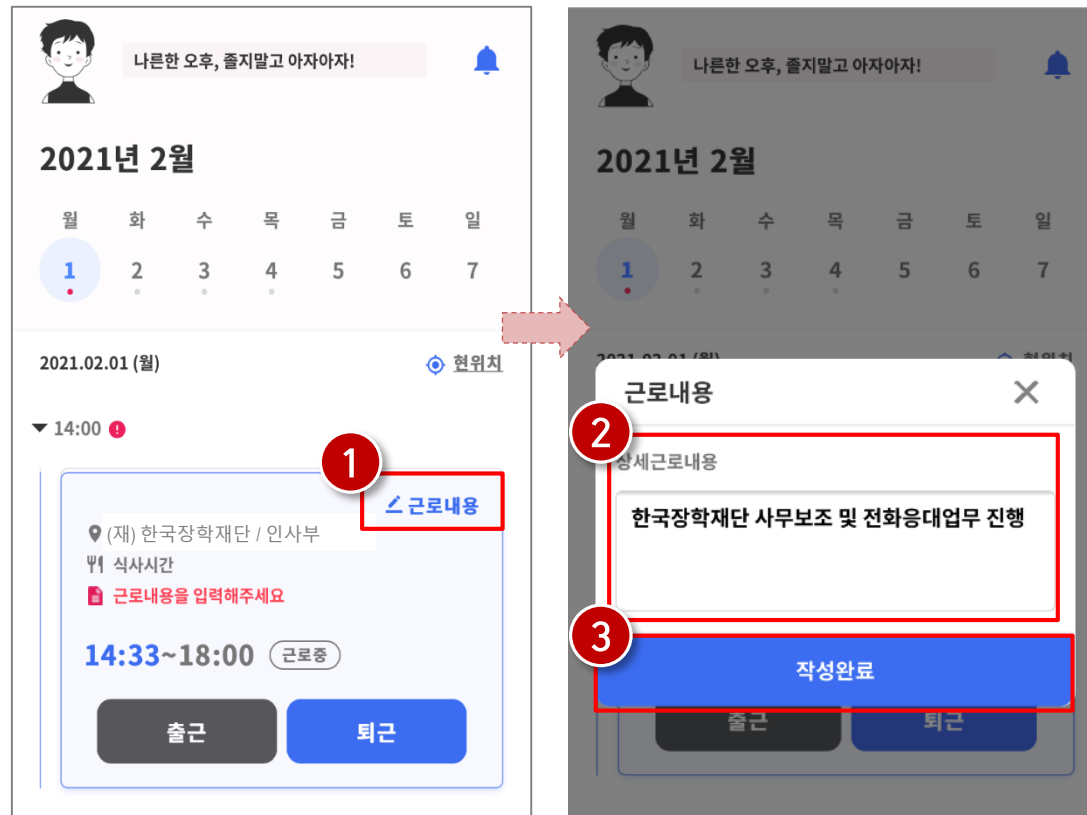 나른한 오후, 졸지말고 아자아자!
2021년 2월
월 화 수 목 금 토 일
1 2 3 4 5 6 7
2021.02.01 (월) 현위치
14:00
1
근로내용
(재) 한국장학재단 / 인사부
식사시간
근로내용을 입력해주세요
14:33~18:00 근로중
출근 퇴근
나른한 오후, 졸지말고 아자아자!
2021년 2월
월 화 수 목 금 토 일
1 2 3 4 5 6 7
2021.02.01 (월) 현위치
근로내용
2
상세근로내용
한국장학재단 사무보조 및 전화응대업무 진행
3
작성완료
출근 퇴근